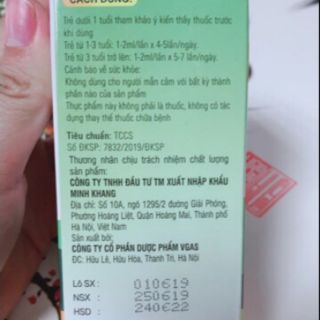 CÁCH DÙNG:
Trẻ dưới 1 tuổi tham khảo ý kiến thầy thuốc trước
khi dùng
Trẻ từ 1-3 tuổi: 1-2ml/lần x 4-5lần/ngày.
Trẻ từ 3 tuổi trở lên: 1-2ml/lần x 5-7 lần/ngày.
Cảnh báo về sức khỏe:
Không sử dụng cho người mẫn cảm với bất kỳ thành
phần nào của sản phẩm
Thực phẩm này không phải là thuốc, không có tác
dụng thay thế thuốc chữa bệnh
Tiêu chuẩn: TCCS
Số ĐKSP: 7832/2019/ĐKSP
Thương nhân chịu trách nhiệm chất lượng
sản phẩm:
CÔNG TY TNHH ĐẦU TƯ TM XUẤT NHẬP KHẨU
MINH KHANG
Địa chỉ: Số 10A, ngõ 1295/2 đường Giải Phóng,
Phường Hoàng Liệt, Quận Hoàng Mai, Thành phố
Hà Nội, Việt Nam
Sản xuất bởi:
CÔNG TY CỔ PHẦN DƯỢC PHẨM VGAS
ĐC: Hữu Lê, Hữu Hòa, Thanh Trì, Hà Nội
Lô SX: 010619
NSX: 250619
HSD: 240622